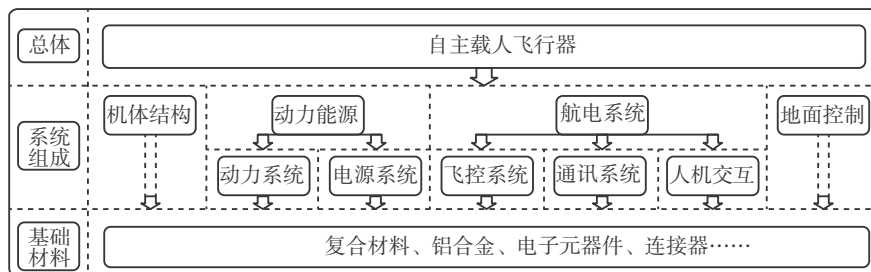 总体
自主载人飞行器
系统
组成
机体结构
动力能源
航电系统
地面控制
动力系统
电源系统
飞控系统
通讯系统
人机交互
基础
材料
复合材料、铝合金、电子元器件、连接器……